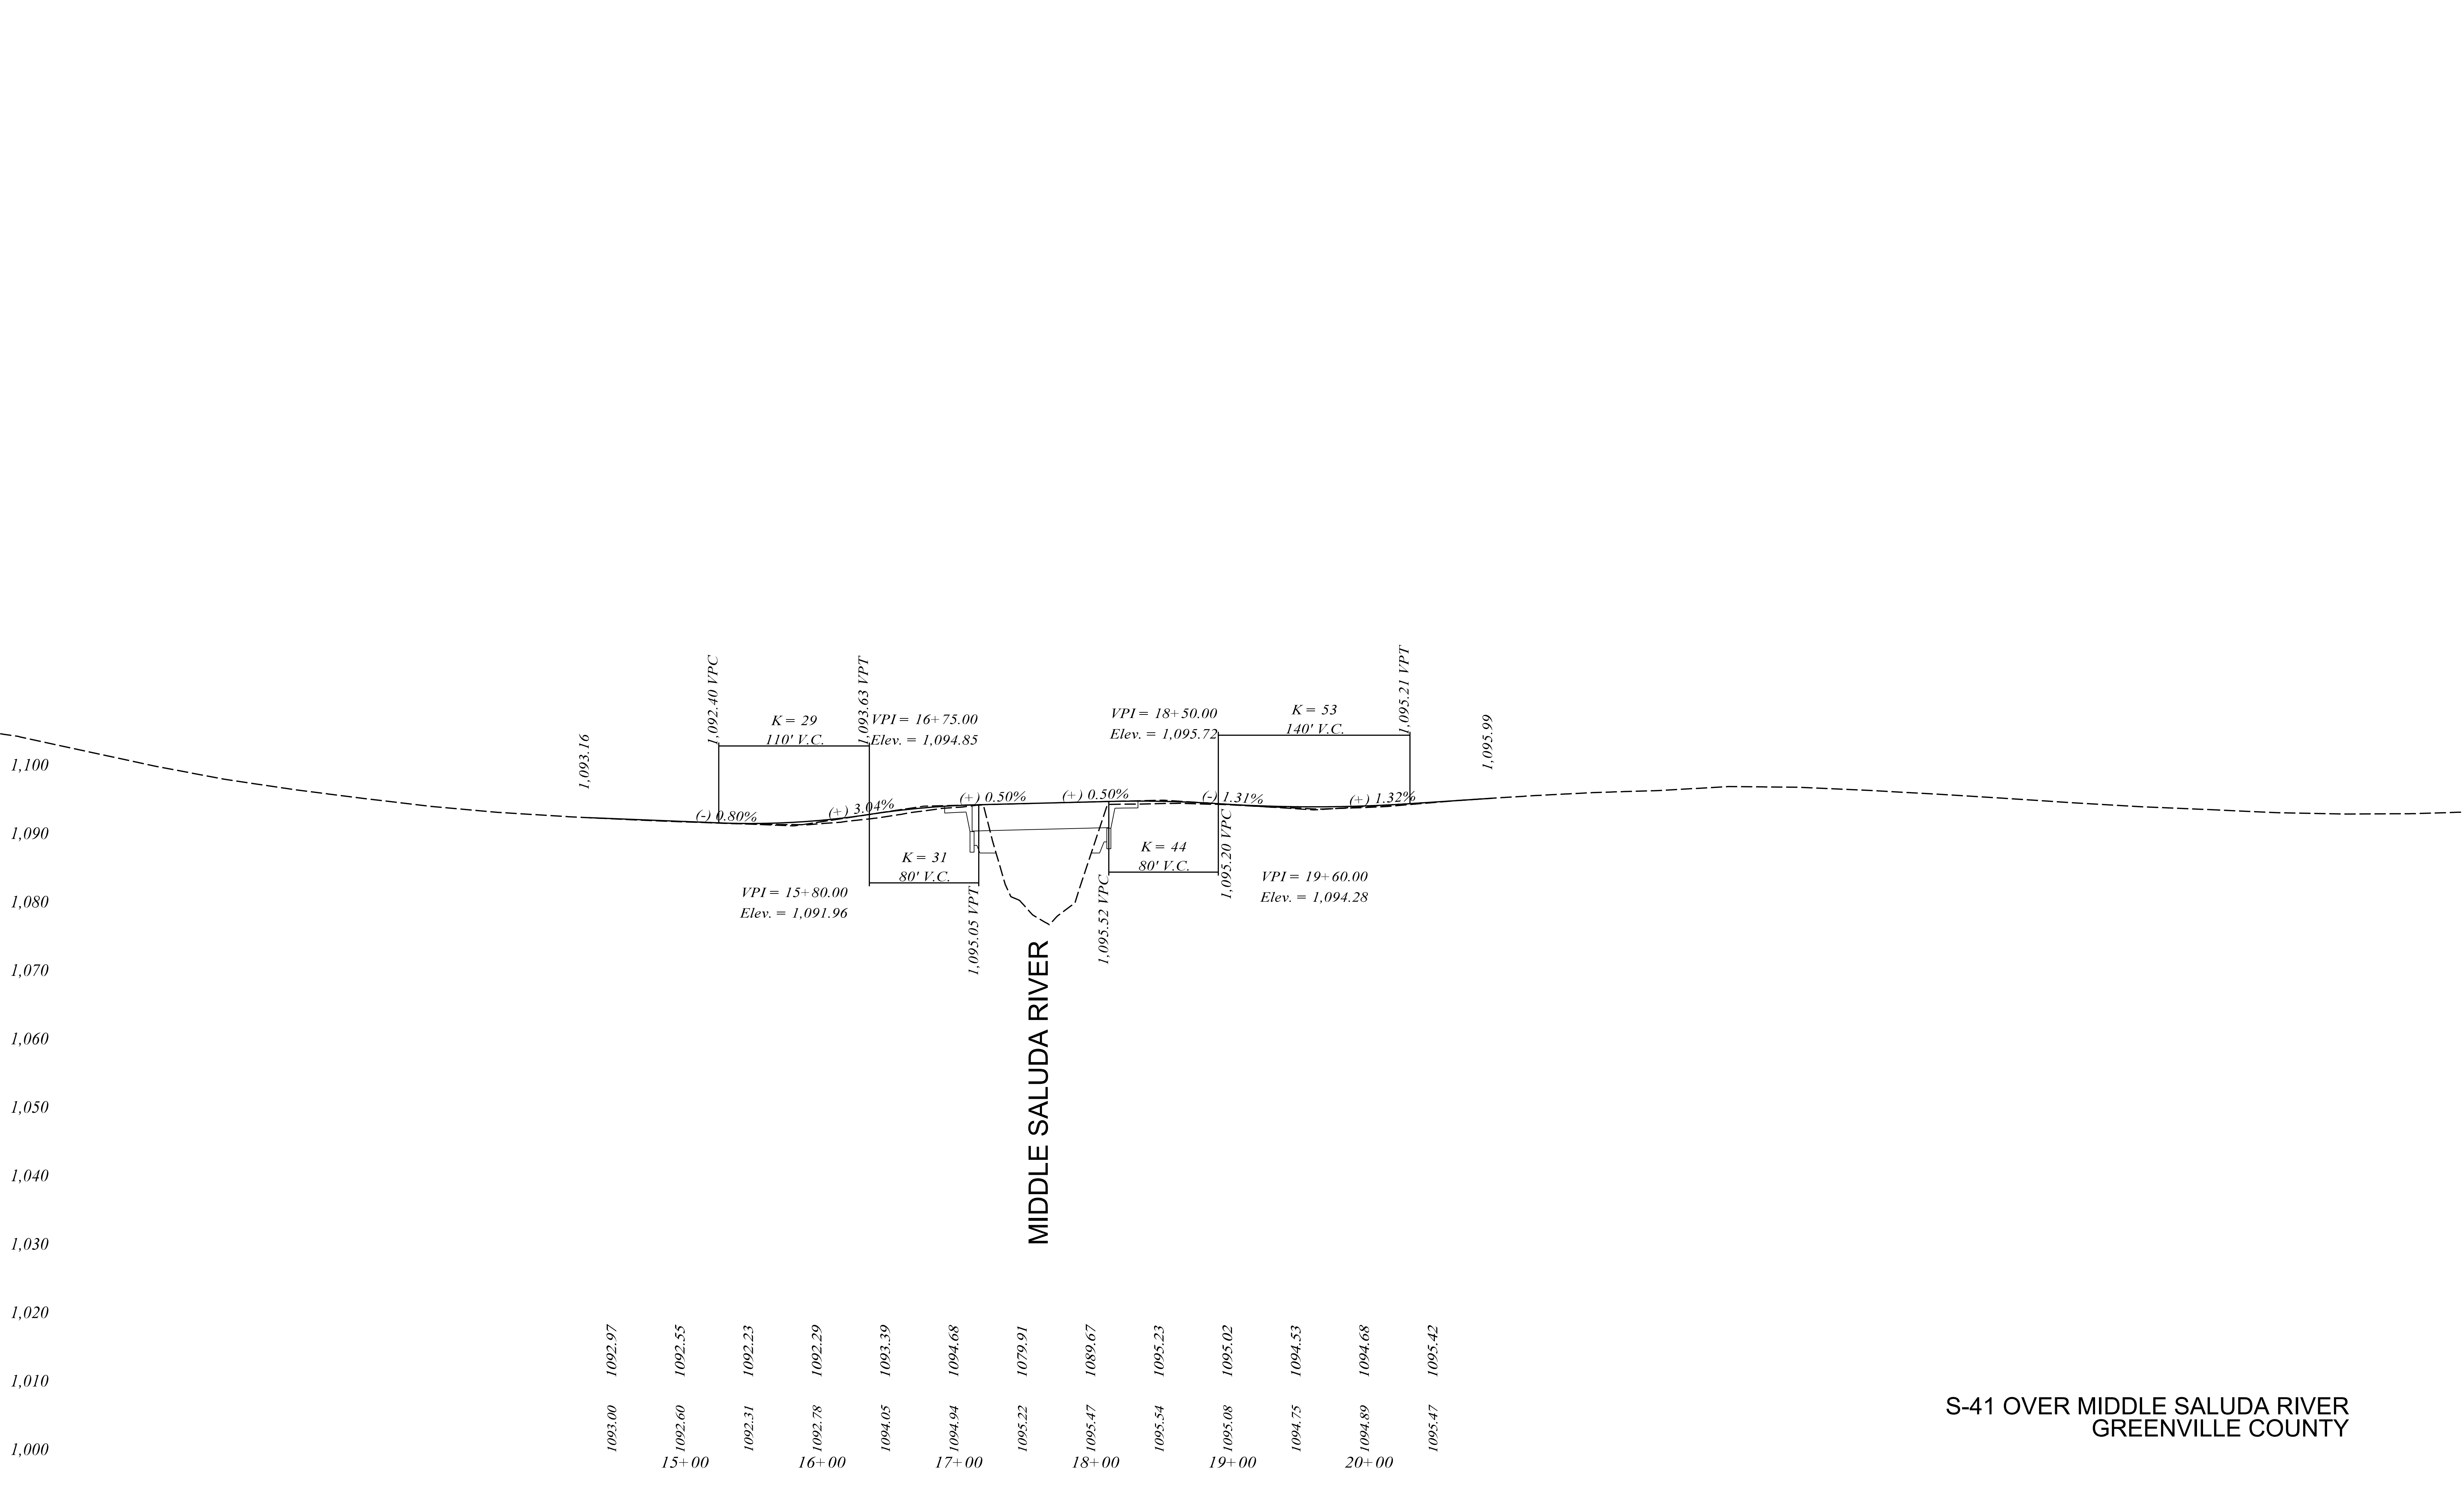 1,092.40 VPC
K = 29
110' V.C.
1,093.63 VPT
VPI = 16+75.00
Elev. = 1,094.85
VPI = 18+50.00
Elev. = 1,095.72
K = 53
140' V.C.
1,095.21 VPT
1,093.16
1,095.99
(-) 0.80%
(+) 3.04%
(+) 0.50%
(+) 0.50%
(-) 1.31%
(+) 1.32%
K = 31
80' V.C.
K = 44
80' V.C.
VPI = 15+80.00
Elev. = 1,091.96
1,095.05 VPT
1,095.52 VPC
1,095.20 VPC
VPI = 19+60.00
Elev. = 1,094.28
MIDDLE SALUDA RIVER
1,100
1,090
1,080
1,070
1,060
1,050
1,040
1,030
1,020
1,010
1,000
1092.97
1092.55
1092.23
1092.29
1093.39
1094.68
1079.91
1089.67
1095.23
1095.02
1094.53
1094.68
1095.42
1093.00
1092.60
1092.31
1092.78
1094.05
1094.94
1095.22
1095.47
1095.54
1095.08
1094.75
1094.89
1095.47
15+00
16+00
17+00
18+00
19+00
20+00
S-41 OVER MIDDLE SALUDA RIVER
GREENVILLE COUNTY